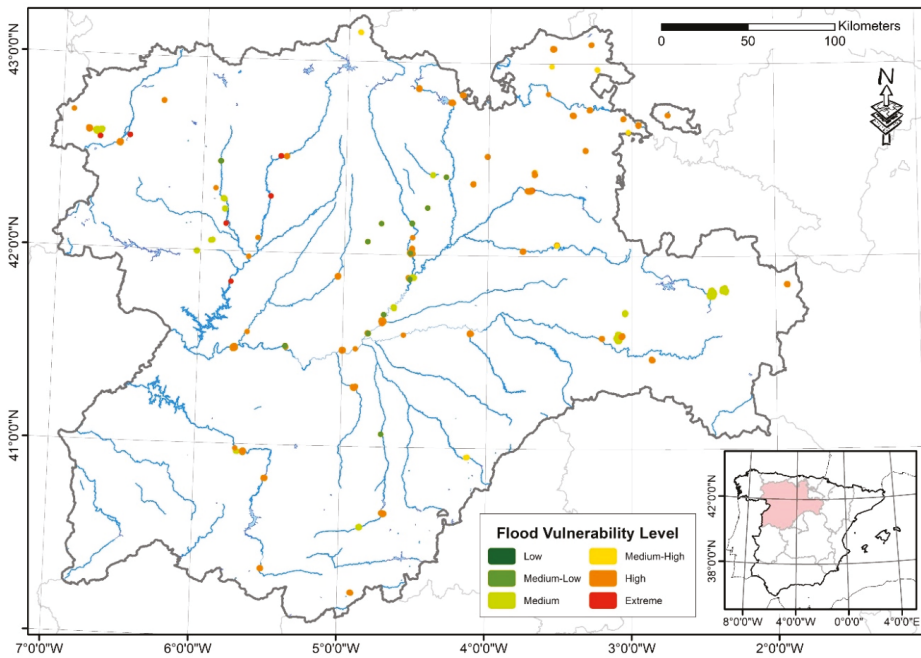 Kilometers
0 50 100
43°0'0"N
N
42°0'0"N
41°0'0"N
Flood Vulnerability Level
Low Medium-High
Medium-Low High
Medium Extreme
42°0'0"N
38°0'0"N
8°0'0"W 4°0'0"W 0°0'0"W 4°0'0"E
7°0'0"W 6°0'0"W 5°0'0"W 4°0'0"W 3°0'0"W 2°0'0"W